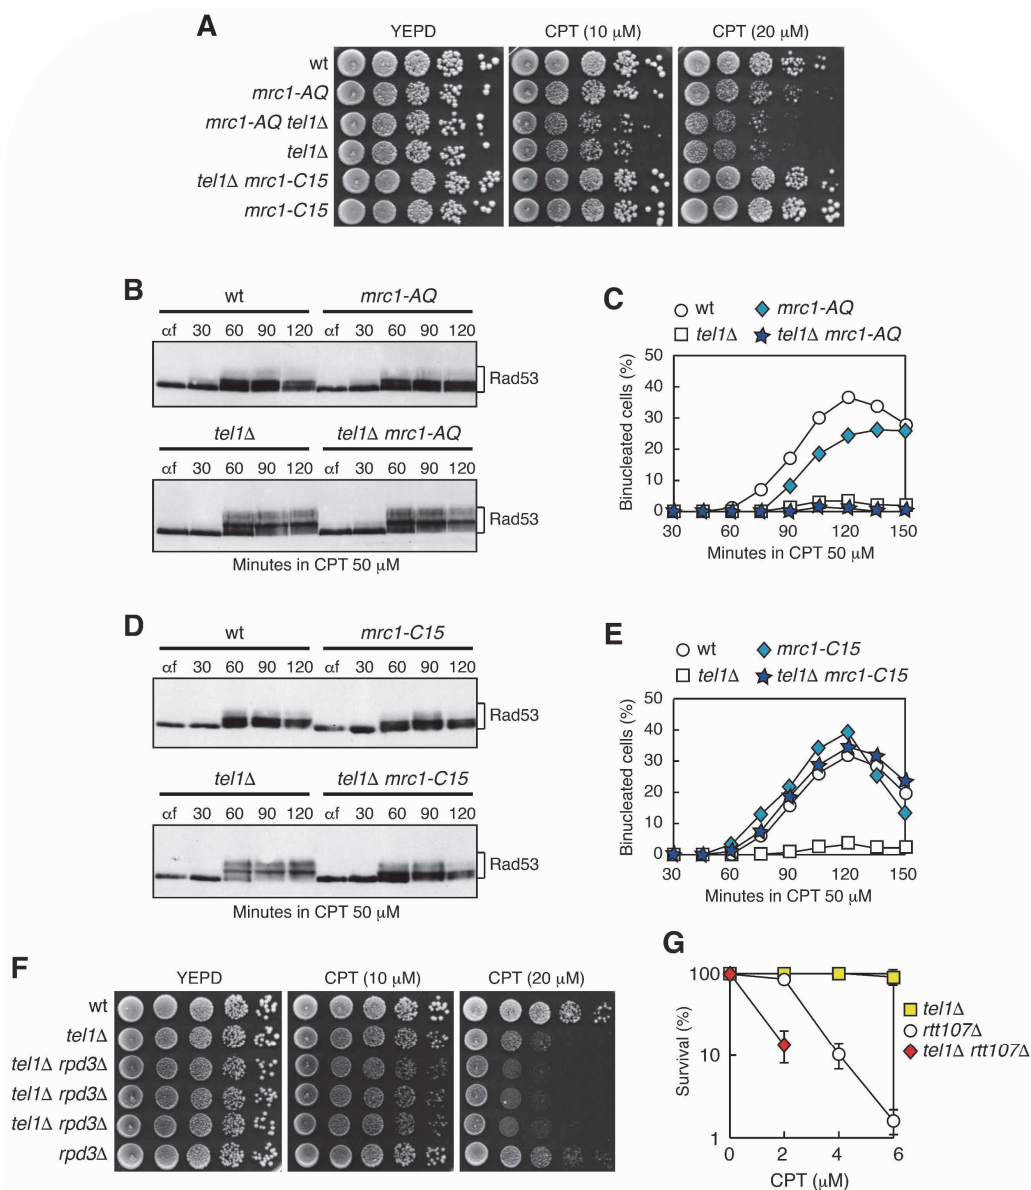 A
YEPD CPT (10 μM) CPT (20 μM)
wt
mrc1-AQ
mrc1-AQ tel1Δ
tel1Δ
tel1Δ mrc1-C15
mrc1-C15
B
wt mrc1-AQ
αf 30 60 90 120 αf 30 60 90 120
Rad53
tel1Δ tel1Δ mrc1-AQ
αf 30 60 90 120 αf 30 60 90 120
Rad53
Minutes in CPT 50 μM
C
wt mrc1-AQ
tel1Δ tel1Δ mrc1-AQ
Binucleated cells (%)
50
40
30
20
10
0
30 60 90 120 150
Minutes in CPT 50 μM
D
wt mrc1-C15
αf 30 60 90 120 αf 30 60 90 120
Rad53
tel1Δ tel1Δ mrc1-C15
αf 30 60 90 120 αf 30 60 90 120
Rad53
Minutes in CPT 50 μM
E
wt mrc1-C15
tel1Δ tel1Δ mrc1-C15
Binucleated cells (%)
50
40
30
20
10
0
30 60 90 120 150
Minutes in CPT 50 μM
F
YEPD CPT (10 μM) CPT (20 μM)
wt
tel1Δ
tel1Δ rpd3Δ
tel1Δ rpd3Δ
tel1Δ rpd3Δ
rpd3Δ
G
Survival (%)
100
10
1
0 2 4 6
CPT (μM)
tel1Δ
rtt107Δ
tel1Δ rtt107Δ